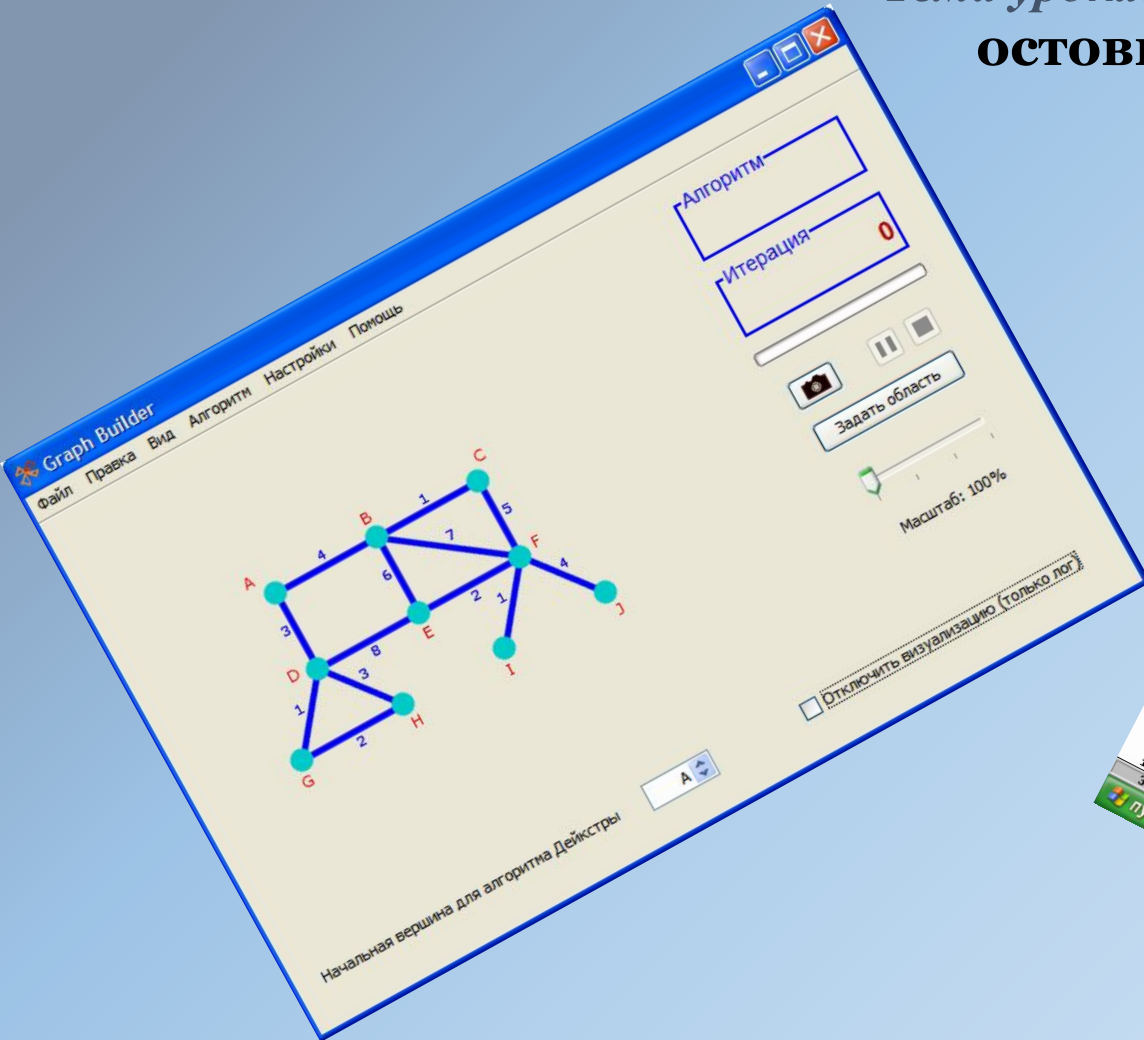 Graph Builder
Файл Правка Вид Алгоритм Настройки Помощь
Алгоритм
Итерация
0
Задать область
Масштаб: 100%
C
1
5
B
7
F
4
4
A
6
2
1
J
3
E
8
I
D
3
1
H
2
G
Отключить визуализацию (только лог)
Начальная вершина для алгоритма Дейкстры
A